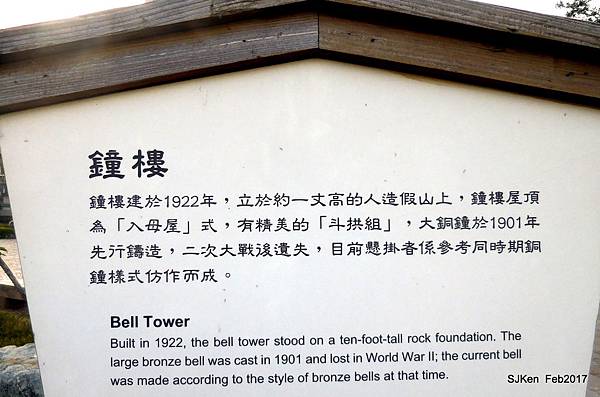 鐘樓
鐘樓建於1922年，立於約一丈高的人造假山上，鐘樓屋頂
為「入母屋」式，有精美的「斗拱組」，大銅鐘於1901年
先行鑄造，二次大戰後遺失，目前懸掛者係參考同時期銅
鐘樣式仿作而成。
Bell Tower
Built in 1922, the bell tower stood on a ten-foot-tall rock foundation. The
large bronze bell was cast in 1901 and lost in World War II; the current bell
was made according to the style of bronze bells at that time.
SJKen Feb2017